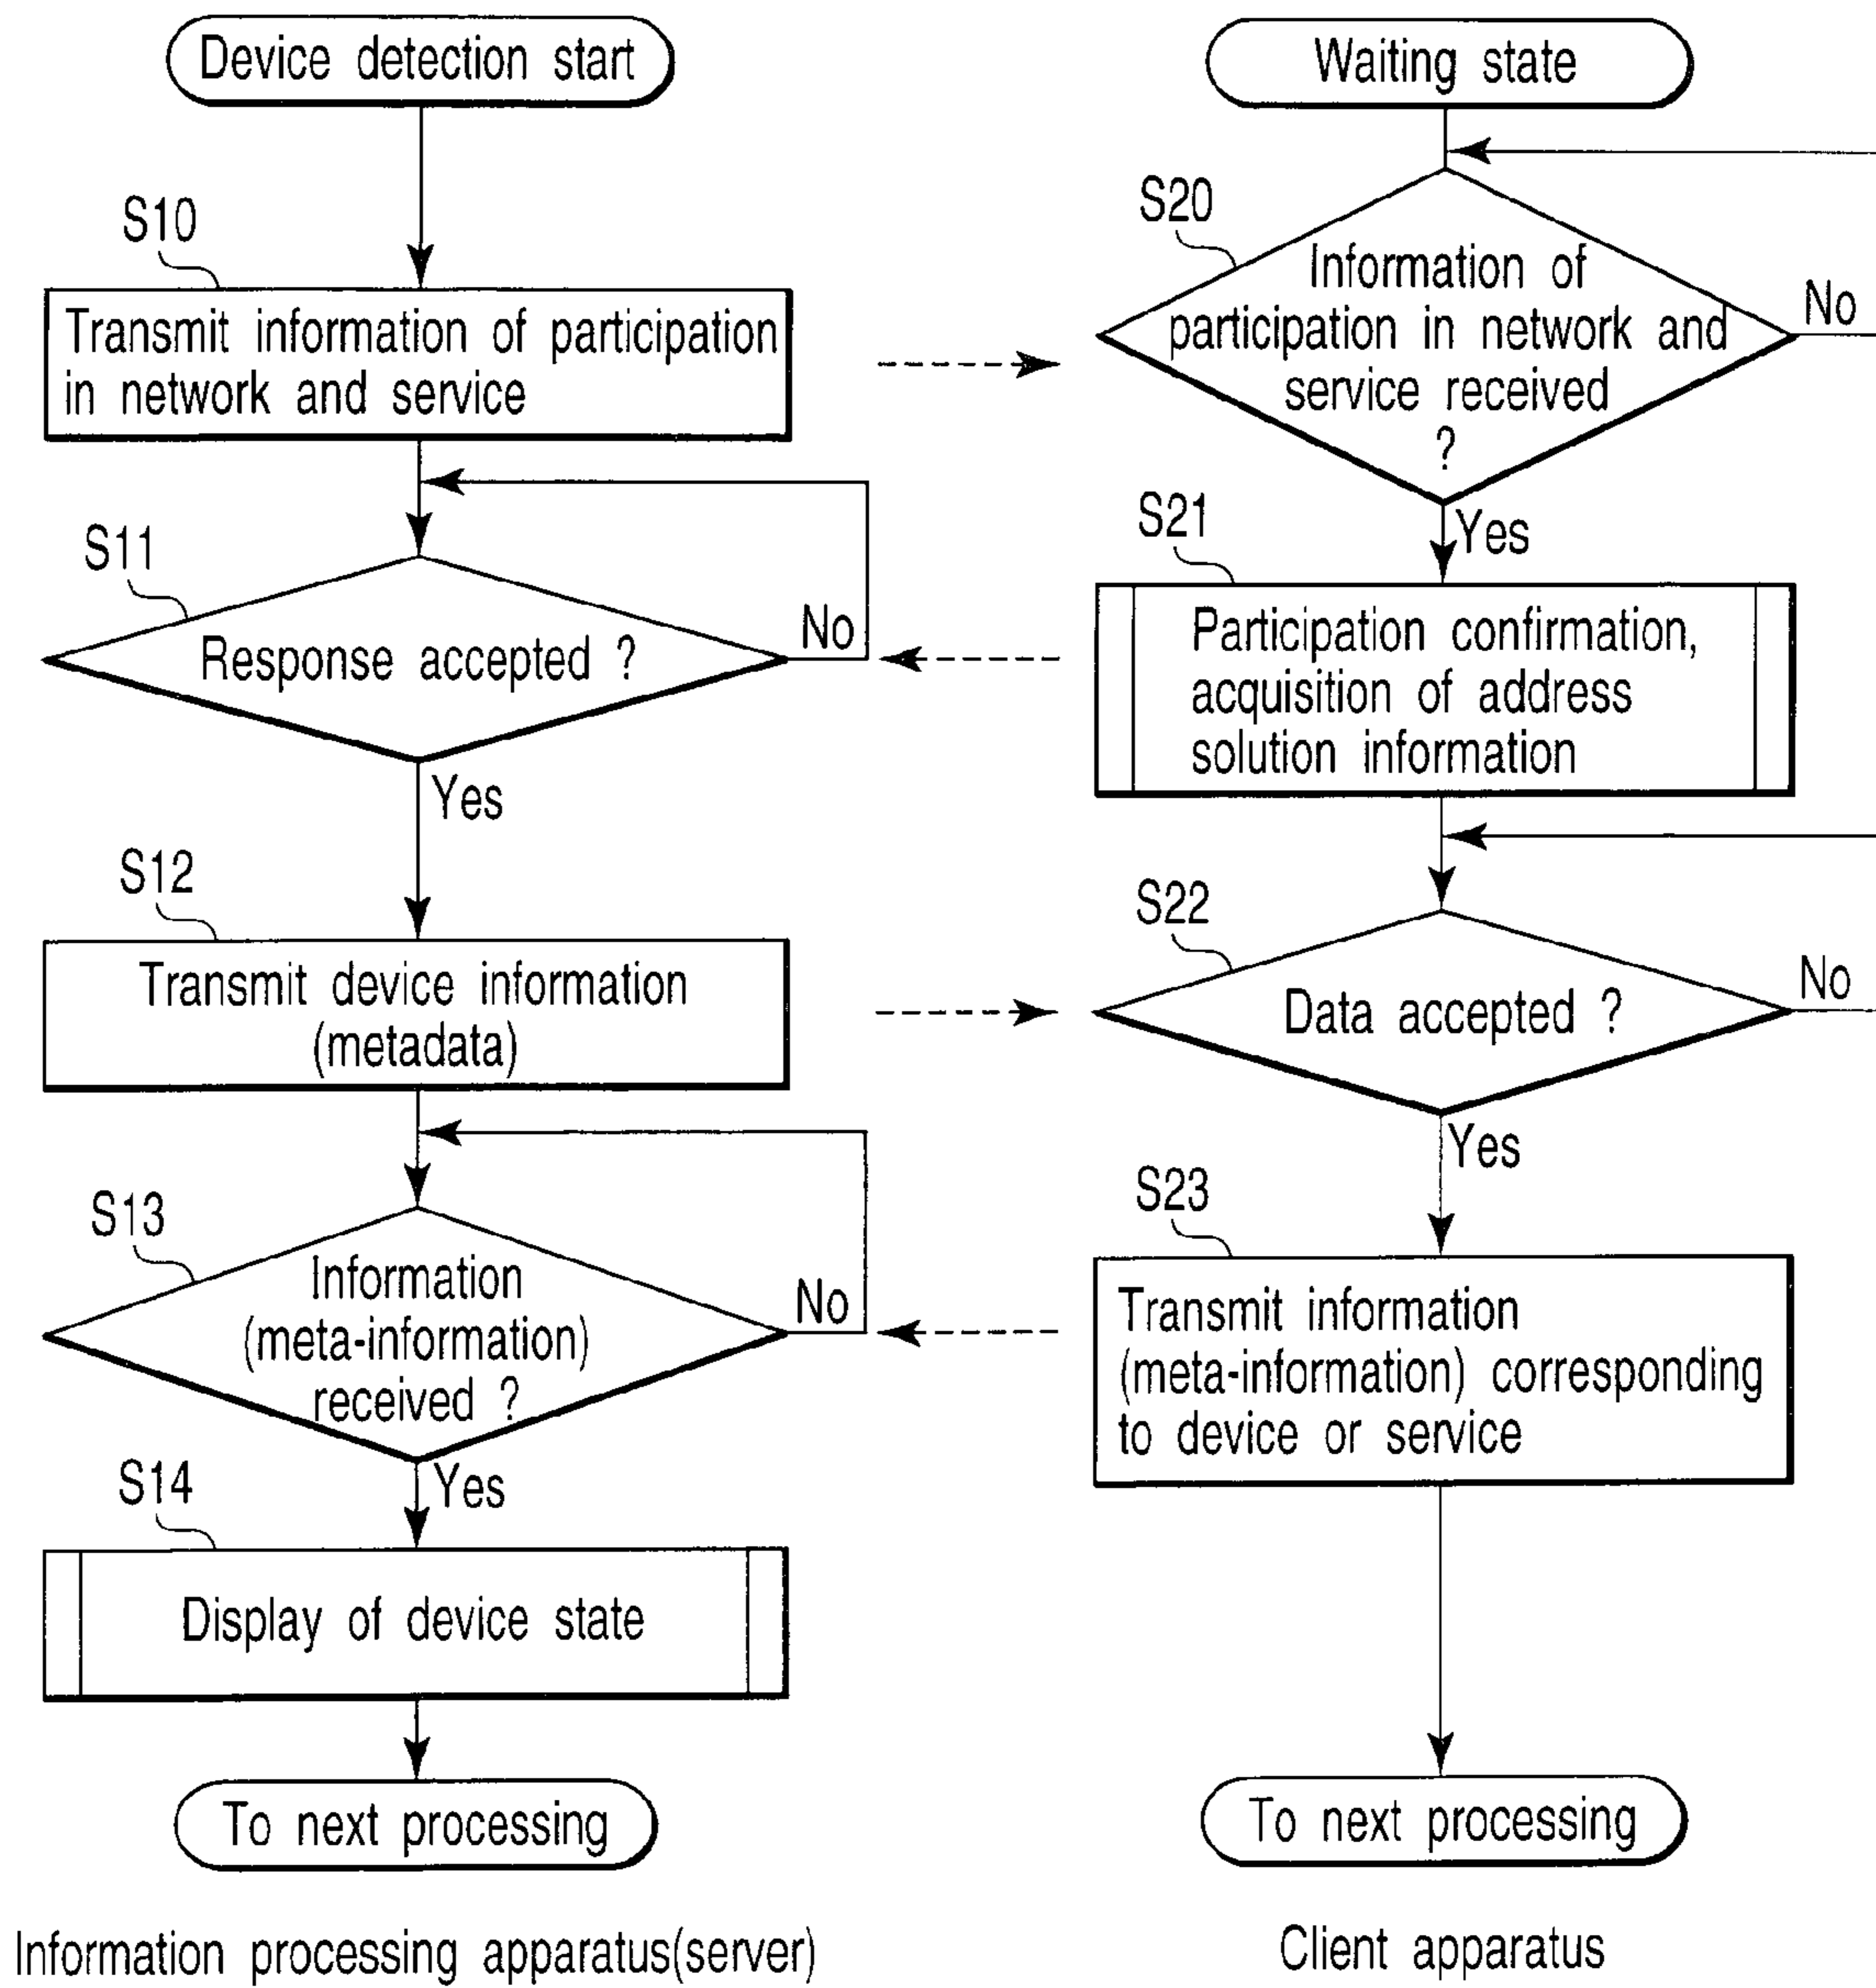 Device detection start
S10
Transmit information of participation
in network and service
S11
Response accepted ?
No
Yes
S12
Transmit device information
(metadata)
S13
Information
(meta-information)
received ?
No
Yes
S14
Display of device state
To next processing
Information processing apparatus(server)
Waiting state
S20
Information of
participation in network and
service received
?
No
Yes
S21
Participation confirmation,
acquisition of address
solution information
S22
Data accepted ?
No
Yes
S23
Transmit information
(meta-information) corresponding
to device or service
To next processing
Client apparatus